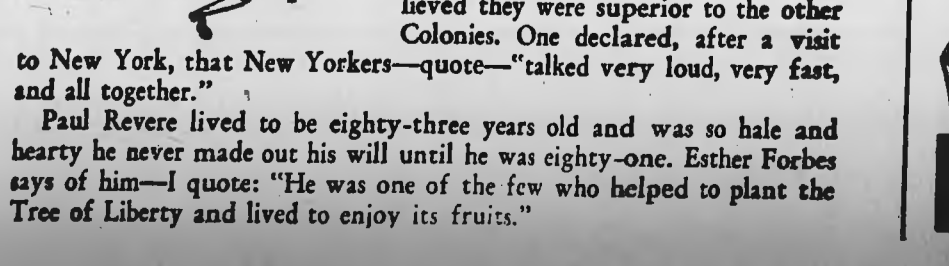 lieved they were superior to the other
Colonies. One declared, after a visit
to New York, that New Yorkers—quote—"talked very loud, very fast,
and all together."
Paul Revere lived to be eighty-three years old and was so hale and
hearty he never made out his will until he was eighty-one. Esther Forbes
says of him—I quote: "He was one of the few who helped to plant the
Tree of Liberty and lived to enjoy its fruits."